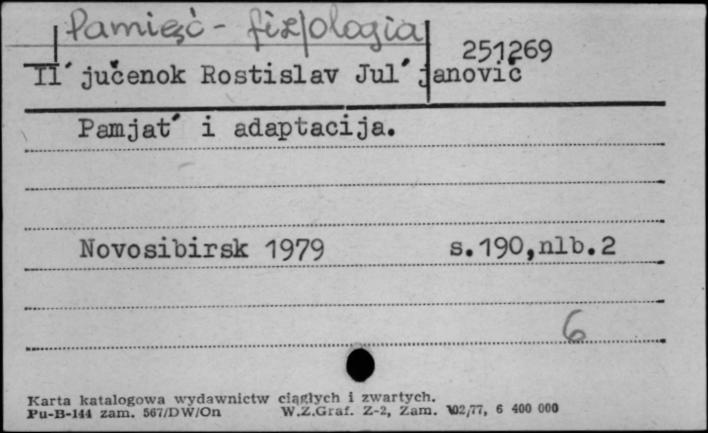 Pamięć - fizjologia
251269
Il´jučenok Rostislav Jul´janovič
Pamjat´ i adaptacija.
Novosibirsk 1979 s.190,nlb.2
6
Karta katalogowa wydawnictw ciągłych i zwartych.
Pu-B-144 zam. 567/DW/On W.Z.Graf. Z-2, Zam. 102/77, 6 400 000